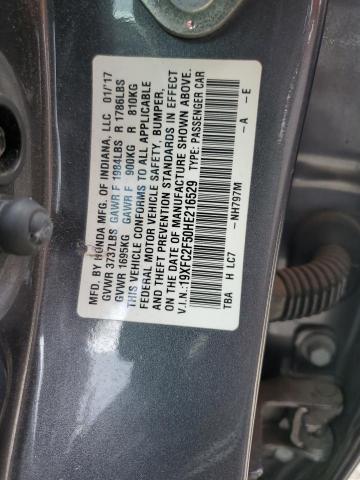 MFD. BY HONDA MFG. OF INDIANA, LLC 01/17
GVWR 3737LBS GAWR F 1984LBS R 1786LBS
GVWR 1695KG GAWR F 900KG R 810KG
THIS VEHICLE CONFORMS TO ALL APPLICABLE
FEDERAL MOTOR VEHICLE SAFETY, BUMPER,
AND THEFT PREVENTION STANDARDS IN EFFECT
ON THE DATE OF MANUFACTURE SHOWN ABOVE.
V.I.N.:19XFC2F50HE216529 TYPE: PASSENGER CAR
TBA H LC7 -NH797M -A -E